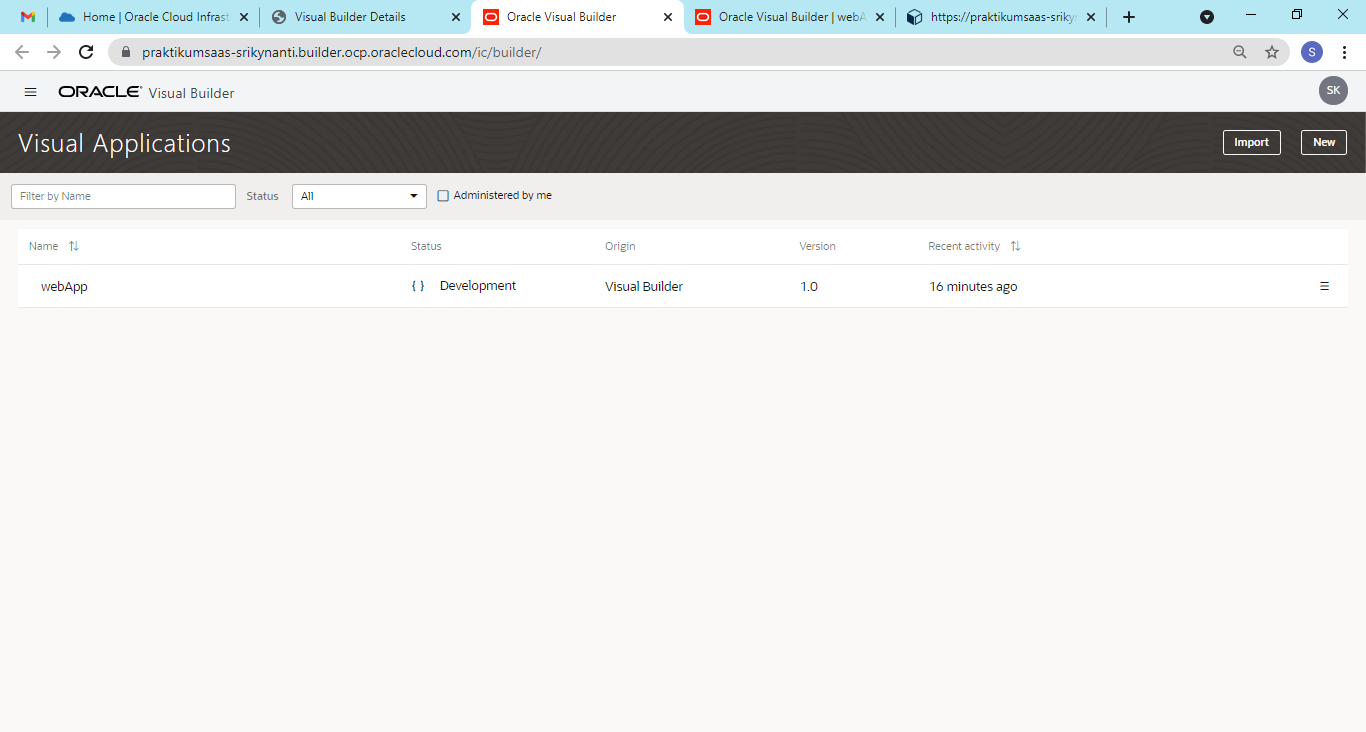 Home | Oracle Cloud Infrast
Visual Builder Details
Oracle Visual Builder
Oracle Visual Builder | webA
https://praktikumsaas-sriky
praktikumsaas-srikynanti.builder.ocp.oraclecloud.com/ic/builder/
S
ORACLE Visual Builder
SK
Visual Applications
Import
New
Filter by Name
Status
All
Administered by me
Name
Status
Origin
Version
Recent activity
webApp
{ }
Development
Visual Builder
1.0
16 minutes ago